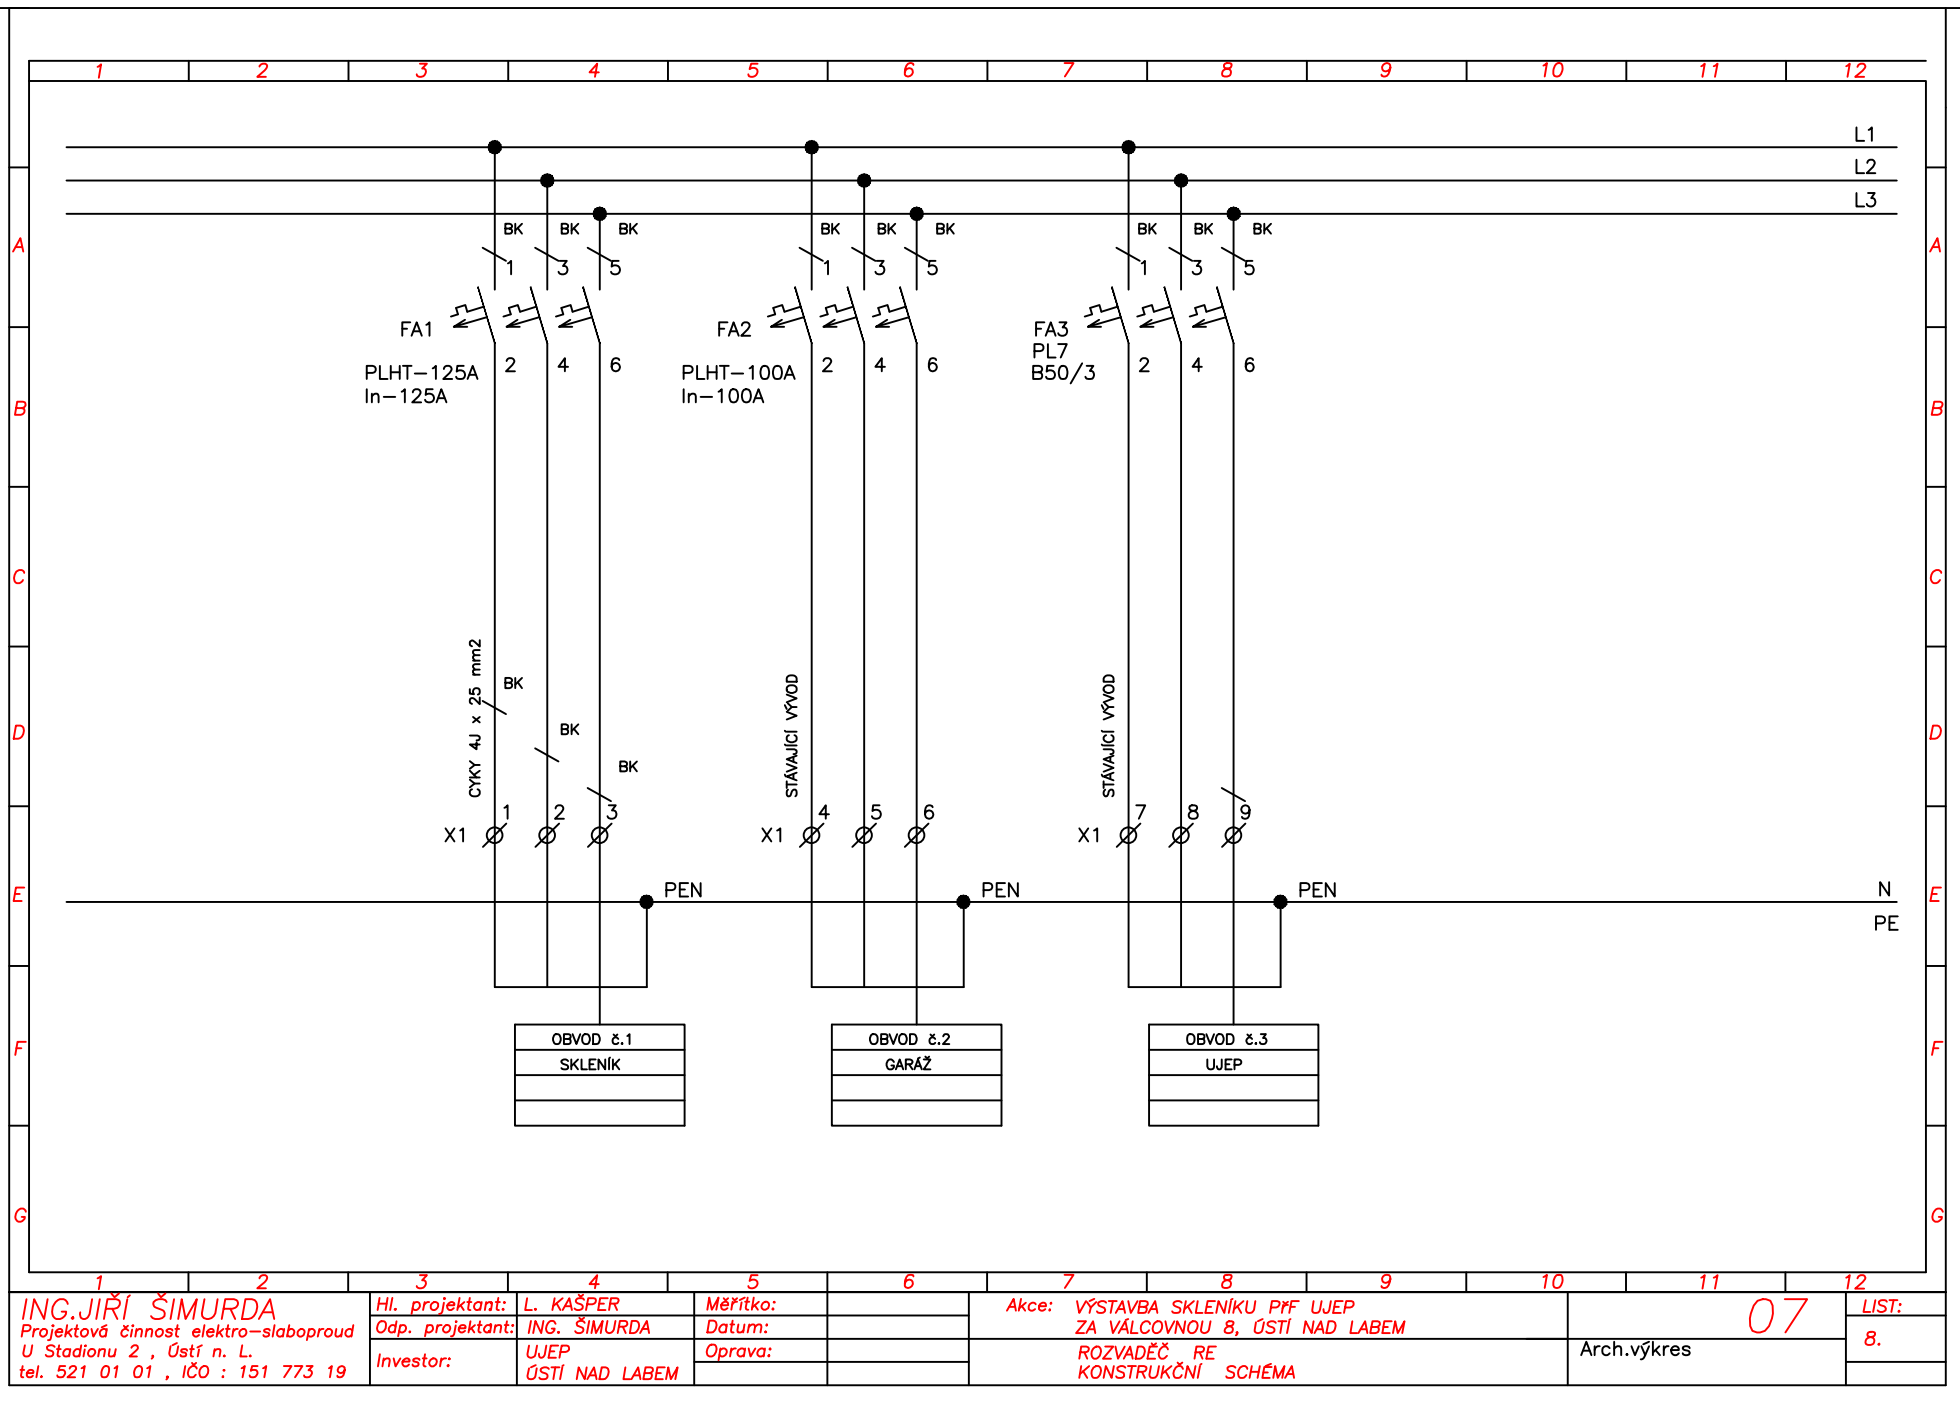 1 2 3 4 5 6 7 8 9 10 11 12
L1
L2
L3
BK BK BK BK BK BK BK BK BK
A A
1 3 5 1 3 5 1 3 5
FA1 FA2 FA3
PL7
2 4 6 2 4 6 2 4 6
PLHT-125A PLHT-100A B50/3
In-125A In-100A
B B
C C
CYKY 4J x 25 mm2
STÁVAJÍCÍ VÝVOD
STÁVAJÍCÍ VÝVOD
BK
BK
BK
D D
1 2 3 4 5 6 7 8 9
X1 X1 X1
PEN PEN PEN N
E E
PE
OBVOD č.1 OBVOD č.2 OBVOD č.3
F F
SKLENÍK GARÁŽ UJEP
G G
1 2 3 4 5 6 7 8 9 10 11 12
ING.JIŘÍ ŠIMURDA
Projektová činnost elektro-slaboproud
U Stadionu 2 , Ústí n. L.
tel. 521 01 01 , IČO : 151 773 19
Hl. projektant: L. KAŠPER
Odp. projektant: ING. ŠIMURDA
Investor: UJEP
ÚSTÍ NAD LABEM
Měřítko:
Datum:
Oprava:
Akce: VÝSTAVBA SKLENÍKU PřF UJEP
ZA VÁLCOVNOU 8, ÚSTÍ NAD LABEM
ROZVADĚČ RE
KONSTRUKČNÍ SCHÉMA
07
Arch.výkres
LIST:
8.